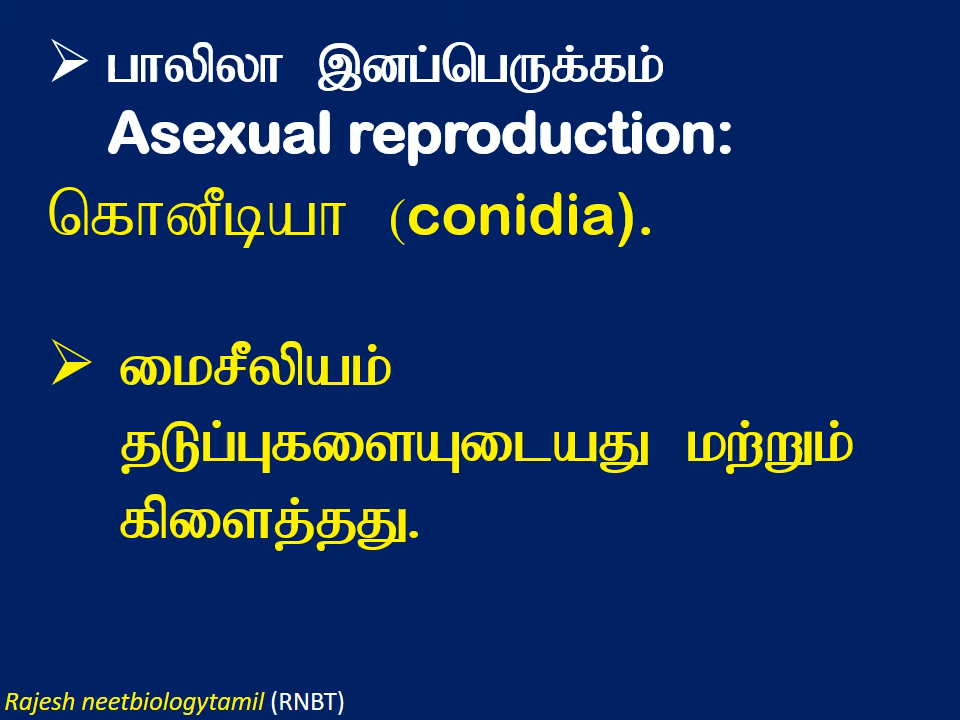 ➢ பாலிலா இனப்பெருக்கம்
Asexual reproduction:
கொனீடியா (conidia).
➢ மைசீலியம்
தடுப்புகளையுடையது மற்றும்
கிளைத்தது.
Rajesh neetbiologytamil (RNBT)